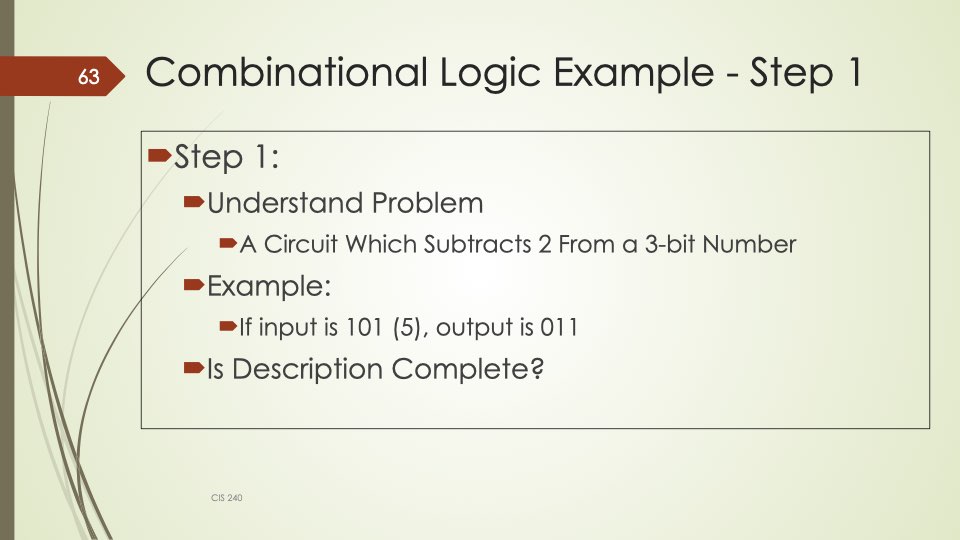 63
Combinational Logic Example - Step 1
Step 1:
Understand Problem
A Circuit Which Subtracts 2 From a 3-bit Number
Example:
If input is 101 (5), output is 011
Is Description Complete?
CIS 240